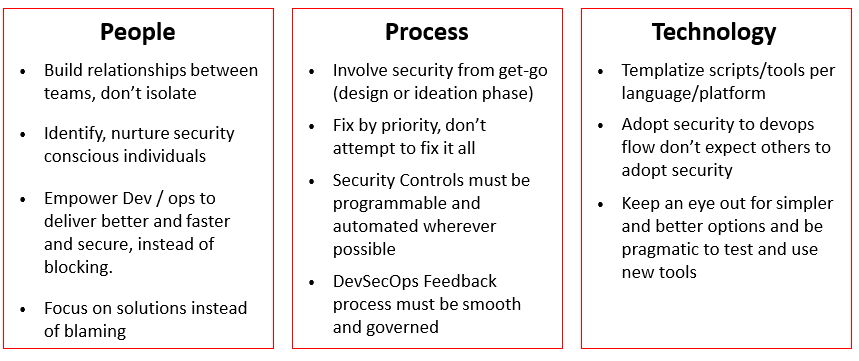 People
• Build relationships between
teams, don’t isolate
• Identify, nurture security
conscious individuals
• Empower Dev / ops to
deliver better and faster
and secure, instead of
blocking.
• Focus on solutions instead
of blaming
Process
• Involve security from get-go
(design or ideation phase)
• Fix by priority, don’t
attempt to fix it all
• Security Controls must be
programmable and
automated wherever
possible
• DevSecOps Feedback
process must be smooth
and governed
Technology
• Templatize scripts/tools per
language/platform
• Adopt security to devops
flow don’t expect others to
adopt security
• Keep an eye out for simpler
and better options and be
pragmatic to test and use
new tools